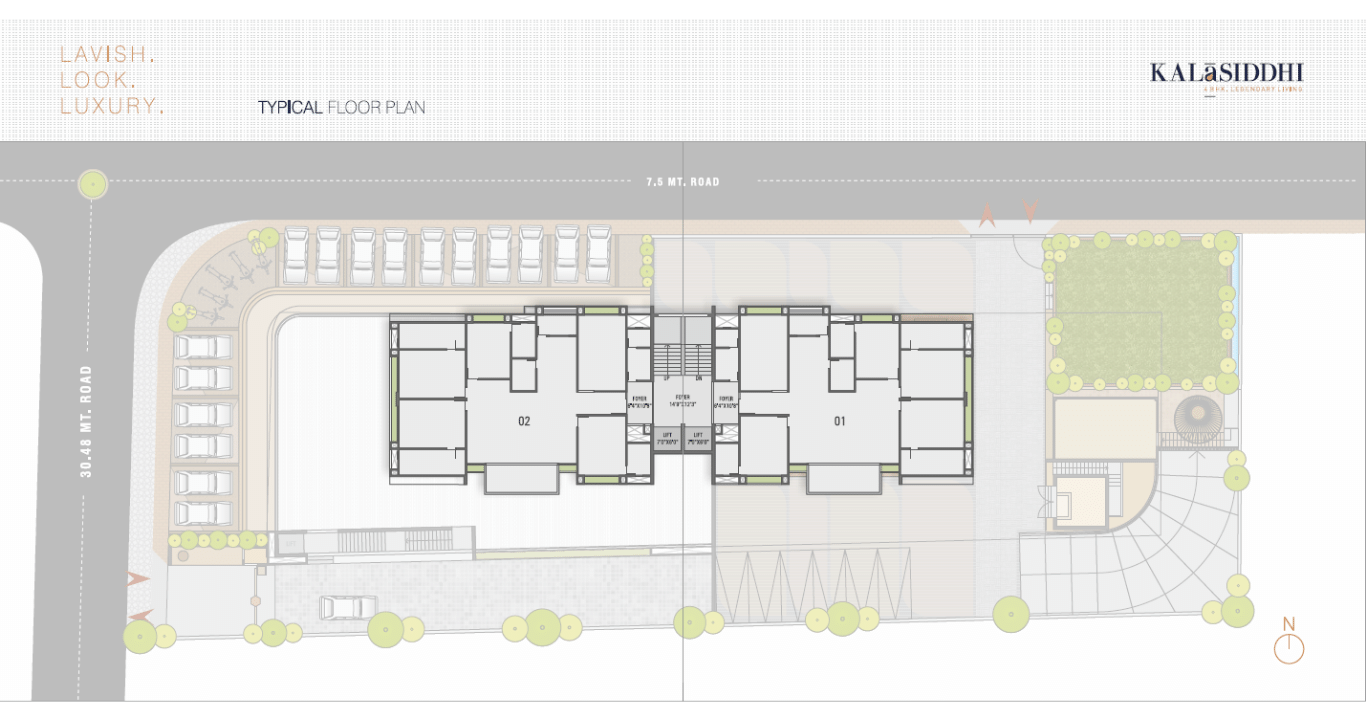 LAVISH.
LOOK.
LUXURY.
TYPICAL FLOOR PLAN
KALāSIDDHI
4 BHK. LEGENDARY LIVING
7.5 MT. ROAD
30.48 MT. ROAD
UP
DN
FOYER
FOYER
FOYER
02
01
LIFT
LIFT
N